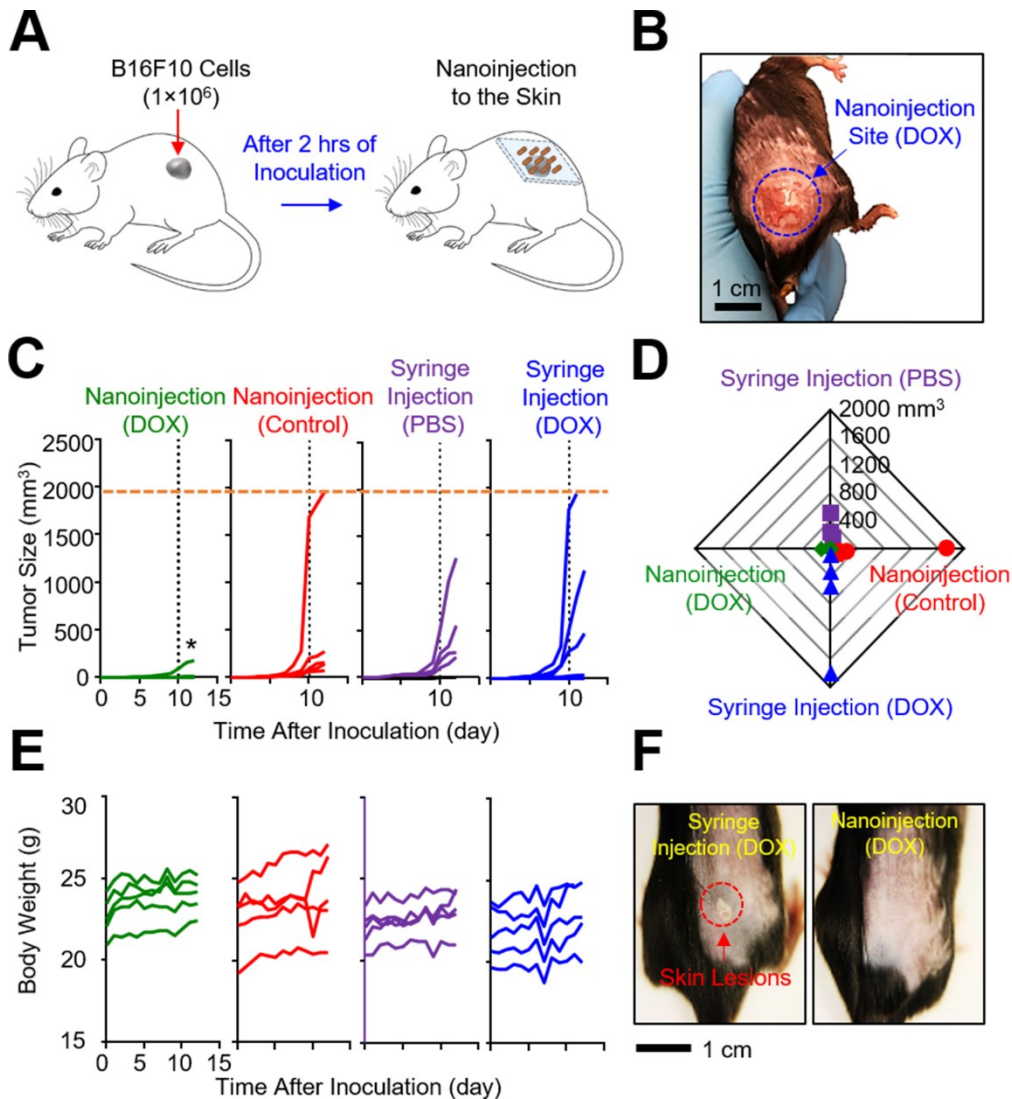 A
B16F10 Cells
(1×10⁶)
After 2 hrs of
Inoculation
Nanoinjection
to the Skin
B
Nanoinjection
Site (DOX)
1 cm
C
Nanoinjection
(DOX)
Nanoinjection
(Control)
Syringe
Injection
(PBS)
Syringe
Injection
(DOX)
Tumor Size (mm³)
2500
2000
1500
1000
500
0
*
0 5 10 15
10
10
10
Time After Inoculation (day)
D
Syringe Injection (PBS)
2000 mm³
1600
1200
800
400
Nanoinjection
(DOX)
Nanoinjection
(Control)
Syringe Injection (DOX)
E
Body Weight (g)
30
25
20
15
0 5 10 15
Time After Inoculation (day)
F
Syringe
Injection (DOX)
Skin Lesions
Nanoinjection
(DOX)
1 cm